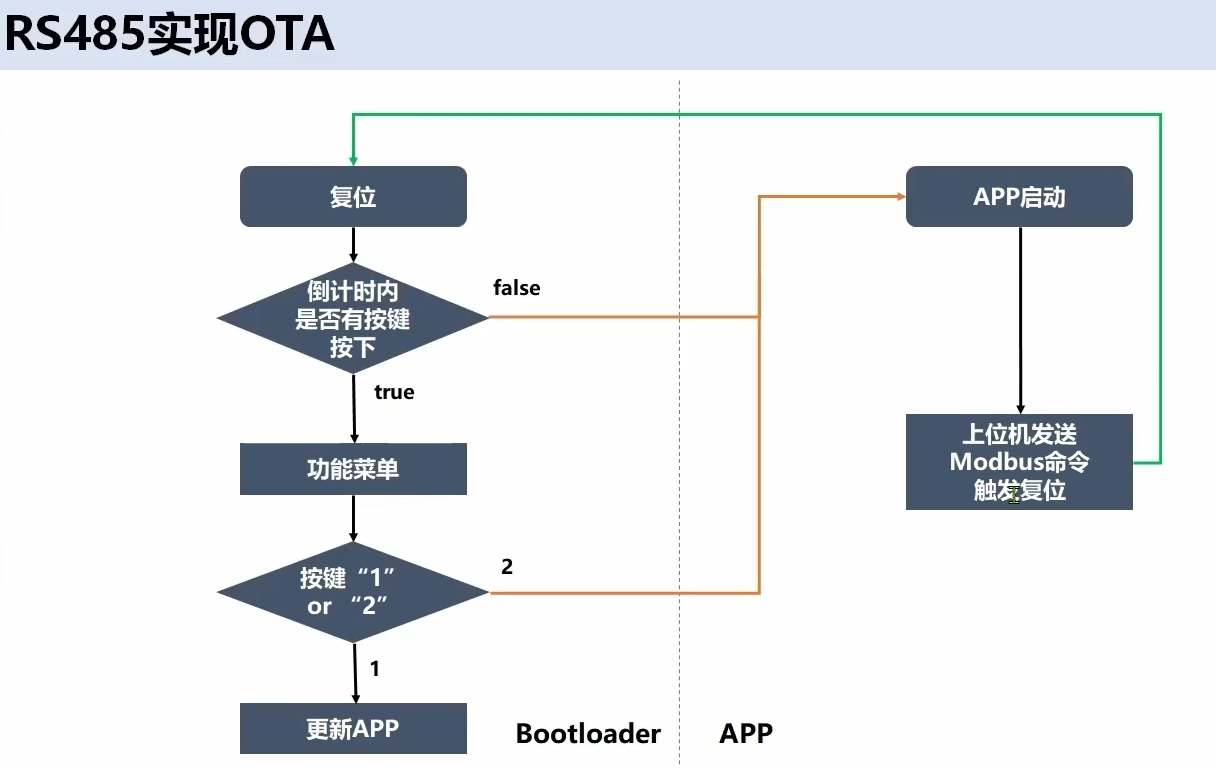 RS485实现OTA
复位
APP启动
倒计时内
是否有按键
按下
false
true
功能菜单
上位机发送
Modbus命令
触发复位
按键“1”
or “2”
2
1
更新APP
Bootloader
APP